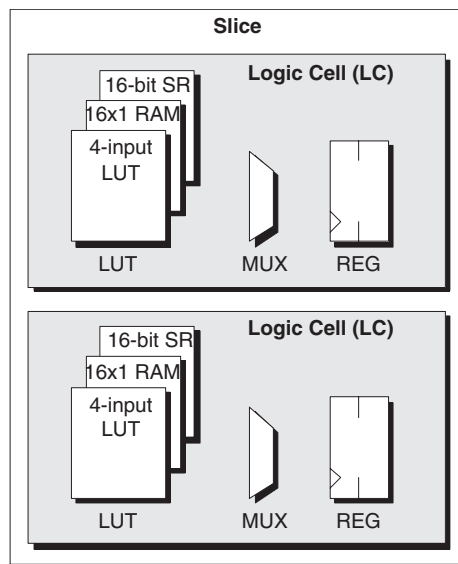 Slice
Logic Cell (LC)
16-bit SR
16x1 RAM
4-input
LUT
LUT
MUX
REG
Logic Cell (LC)
16-bit SR
16x1 RAM
4-input
LUT
LUT
MUX
REG